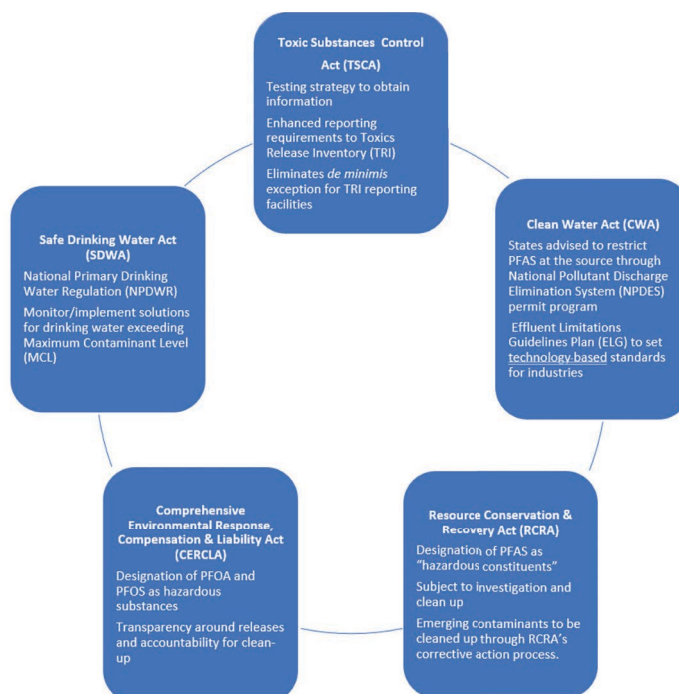 Toxic Substances Control
Act (TSCA)
Testing strategy to obtain
information
Enhanced reporting
requirements to Toxics
Release Inventory (TRI)
Eliminates de minimis
exception for TRI reporting
facilities
Clean Water Act (CWA)
States advised to restrict
PFAS at the source through
National Pollutant Discharge
Elimination System (NPDES)
permit program
Effluent Limitations
Guidelines Plan (ELG) to set
technology-based standards
for industries
Resource Conservation &
Recovery Act (RCRA)
Designation of PFAS as
"hazardous constituents"
Subject to investigation and
clean up
Emerging contaminants to be
cleaned up through RCRA's
corrective action process.
Comprehensive
Environmental Response,
Compensation & Liability Act
(CERCLA)
Designation of PFOA and
PFOS as hazardous
substances
Transparency around releases
and accountability for clean-
up
Safe Drinking Water Act
(SDWA)
National Primary Drinking
Water Regulation (NPDWR)
Monitor/implement solutions
for drinking water exceeding
Maximum Contaminant Level
(MCL)